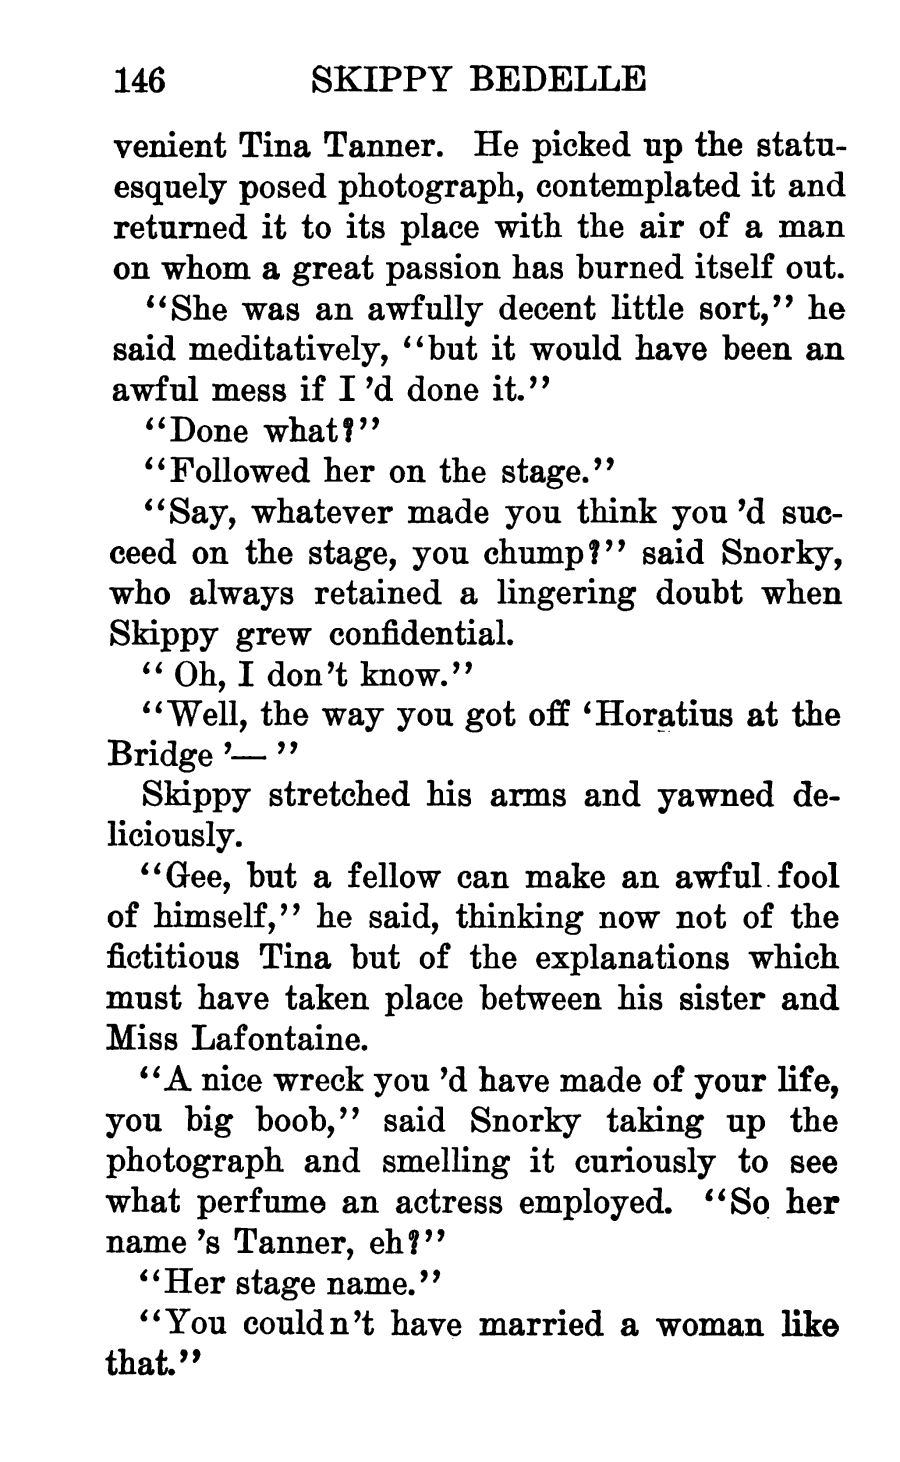 146 SKIPPY BEDELLE
venient Tina Tanner. He picked up the statu-
esquely posed photograph, contemplated it and
returned it to its place with the air of a man
on whom a great passion has burned itself out.
"She was an awfully decent little sort," he
said meditatively, "but it would have been an
awful mess if I 'd done it."
"Done what?"
"Followed her on the stage."
"Say, whatever made you think you 'd suc-
ceed on the stage, you chump?" said Snorky,
who always retained a lingering doubt when
Skippy grew confidential.
" Oh, I don't know."
"Well, the way you got off 'Horatius at the
Bridge '— "
Skippy stretched his arms and yawned de-
liciously.
"Gee, but a fellow can make an awful fool
of himself," he said, thinking now not of the
fictitious Tina but of the explanations which
must have taken place between his sister and
Miss Lafontaine.
"A nice wreck you 'd have made of your life,
you big boob," said Snorky taking up the
photograph and smelling it curiously to see
what perfume an actress employed. "So her
name 's Tanner, eh?"
"Her stage name."
"You couldn't have married a woman like
that."